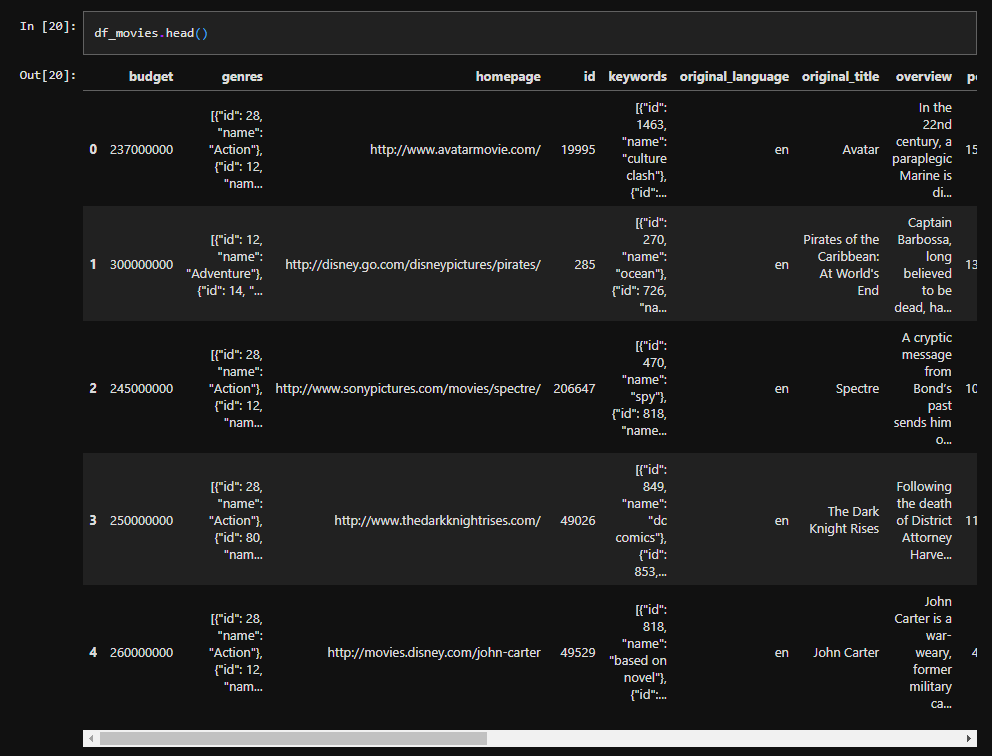 In [20]: df_movies.head()
Out[20]:
budget genres homepage id keywords original_language original_title overview
0 237000000 [{"id": 28, "name": "Action"}, {"id": 12, "nam... http://www.avatarmovie.com/ 19995 [{"id": 1463, "name": "culture clash"}, {"id":... en Avatar In the 22nd century, a paraplegic Marine is di...
1 300000000 [{"id": 12, "name": "Adventure"}, {"id": 14, "... http://disney.go.com/disneypictures/pirates/ 285 [{"id": 270, "name": "ocean"}, {"id": 726, "na... en Pirates of the Caribbean: At World's End Captain Barbossa, long believed to be dead, ha...
2 245000000 [{"id": 28, "name": "Action"}, {"id": 12, "nam... http://www.sonypictures.com/movies/spectre/ 206647 [{"id": 470, "name": "spy"}, {"id": 818, "name... en Spectre A cryptic message from Bond's past sends him o...
3 250000000 [{"id": 28, "name": "Action"}, {"id": 80, "nam... http://www.thedarkknightrises.com/ 49026 [{"id": 849, "name": "dc comics"}, {"id": 853,... en The Dark Knight Rises Following the death of District Attorney Harve...
4 260000000 [{"id": 28, "name": "Action"}, {"id": 12, "nam... http://movies.disney.com/john-carter 49529 [{"id": 818, "name": "based on novel"}, {"id":... en John Carter John Carter is a war-weary, former military ca...